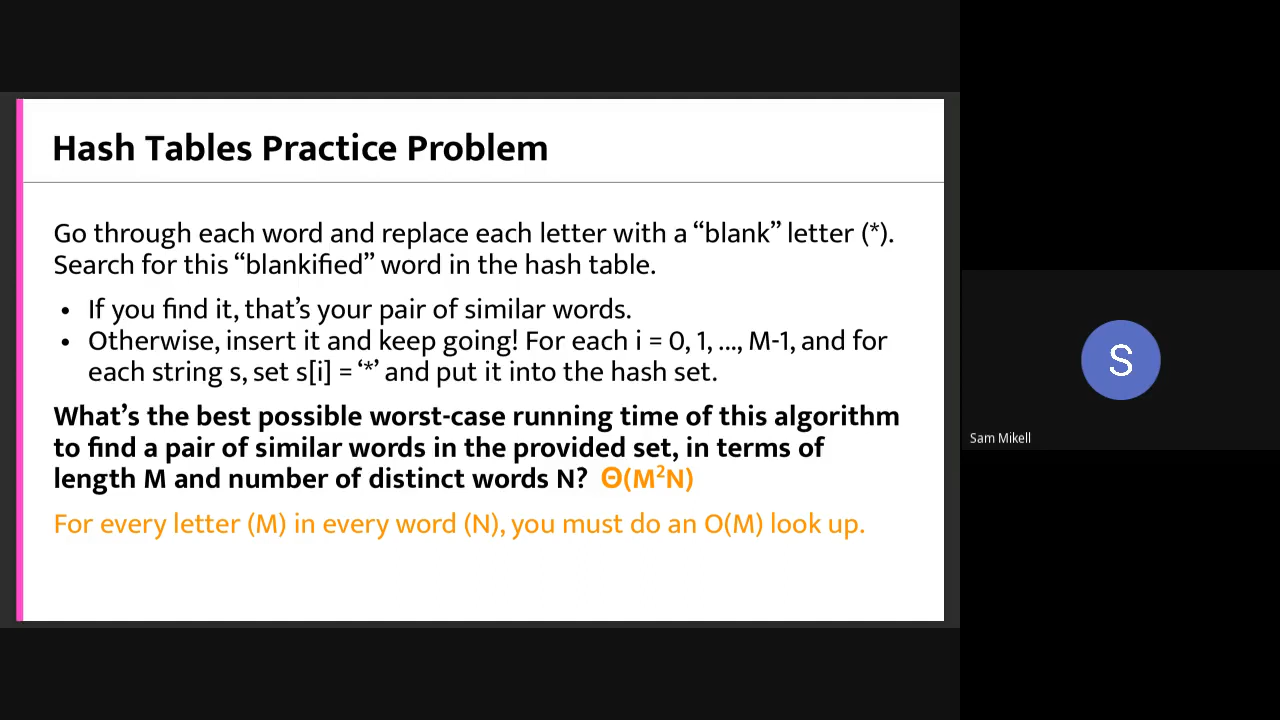 Hash Tables Practice Problem
Go through each word and replace each letter with a “blank” letter (*).
Search for this “blankified” word in the hash table.
• If you find it, that’s your pair of similar words.
• Otherwise, insert it and keep going! For each i = 0, 1, ..., M-1, and for
each string s, set s[i] = ‘*’ and put it into the hash set.
What’s the best possible worst-case running time of this algorithm
to find a pair of similar words in the provided set, in terms of
length M and number of distinct words N? Θ(M²N)
For every letter (M) in every word (N), you must do an O(M) look up.
S
Sam Mikell